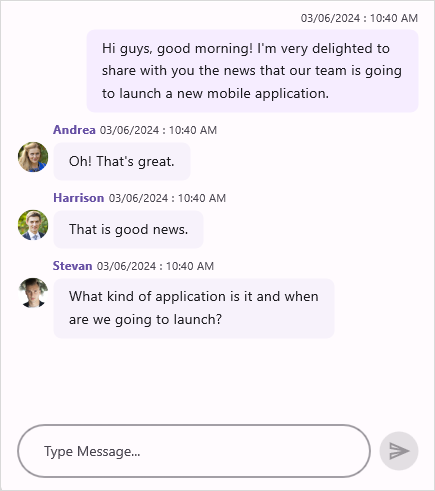 03/06/2024 : 10:40 AM
Hi guys, good morning! I'm very delighted to
share with you the news that our team is going
to launch a new mobile application.
Andrea 03/06/2024 : 10:40 AM
Oh! That's great.
Harrison 03/06/2024 : 10:40 AM
That is good news.
Stevan 03/06/2024 : 10:40 AM
What kind of application is it and when
are we going to launch?
Type Message...